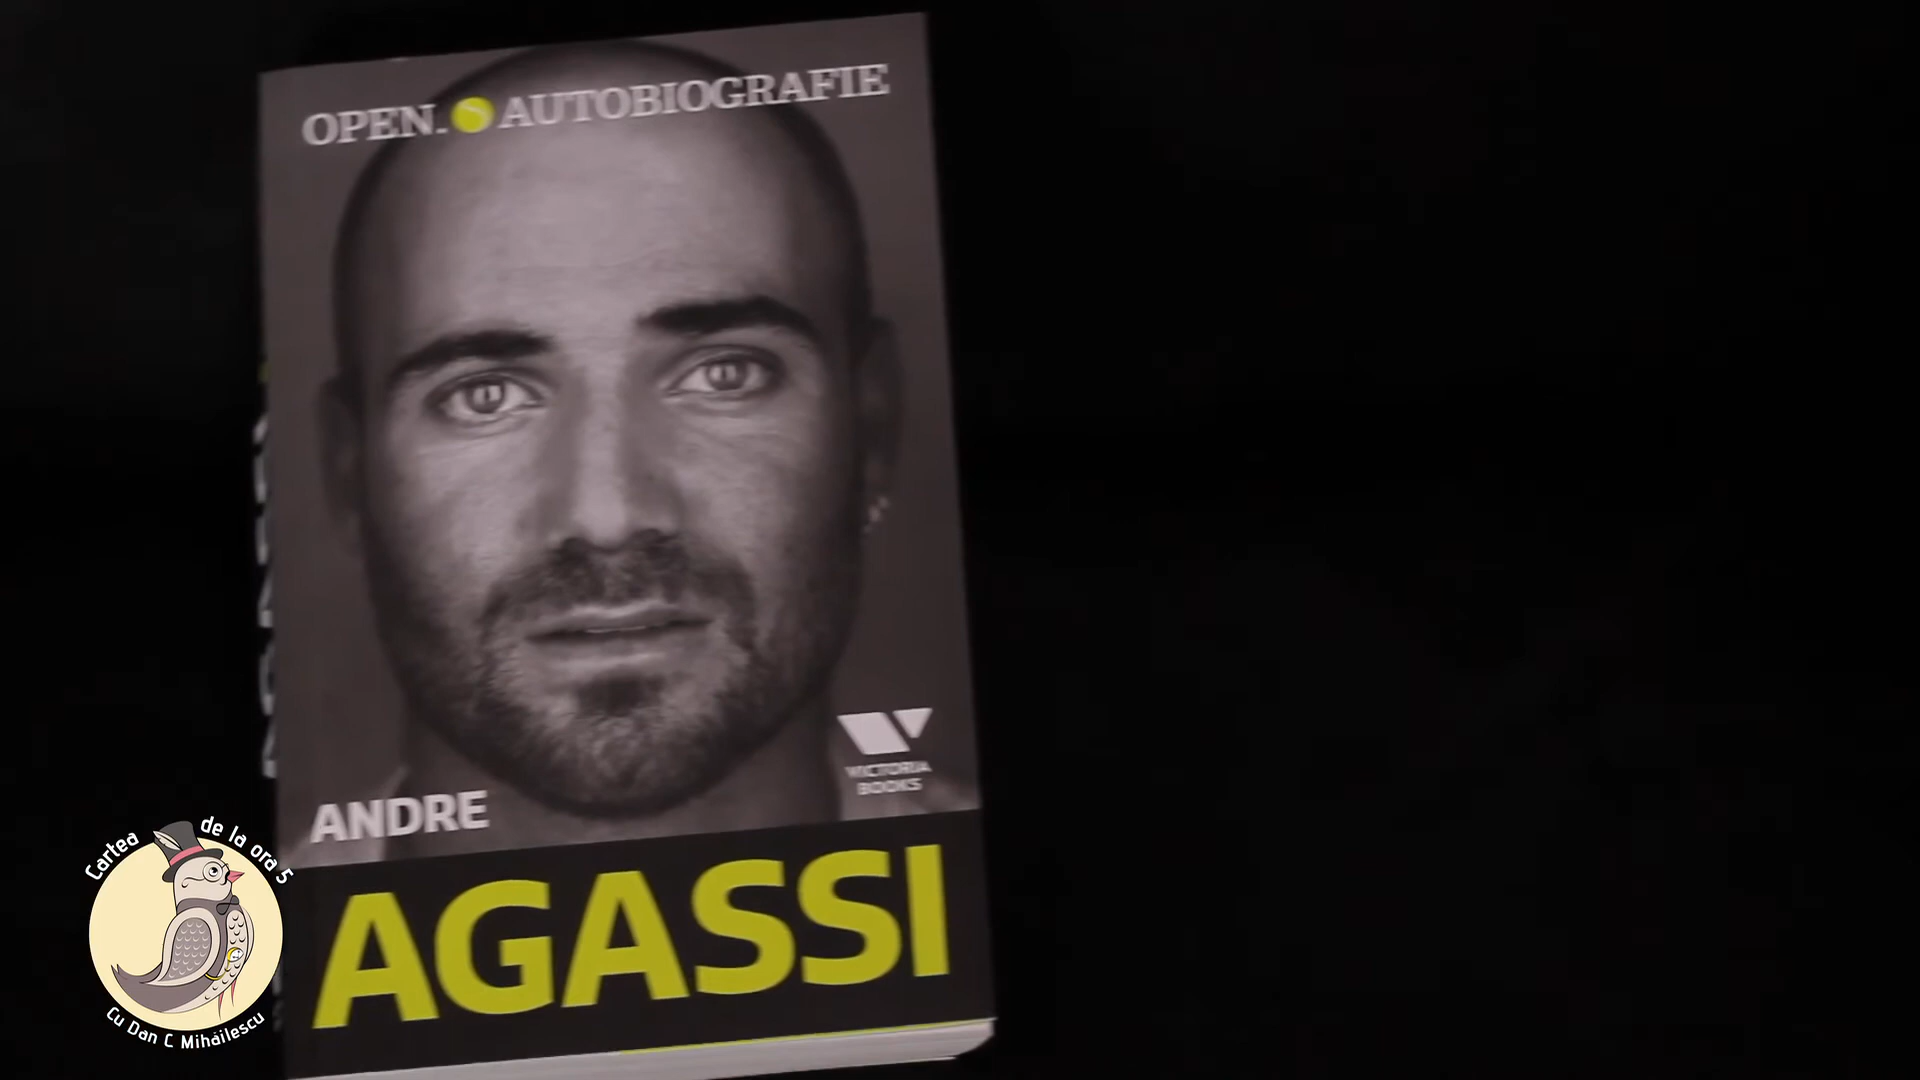 OPEN. AUTOBIOGRAFIE
VICTORIA
BOOKS
ANDRE
AGASSI
Cartea de la ora 5
Cu Dan C Mihăilescu